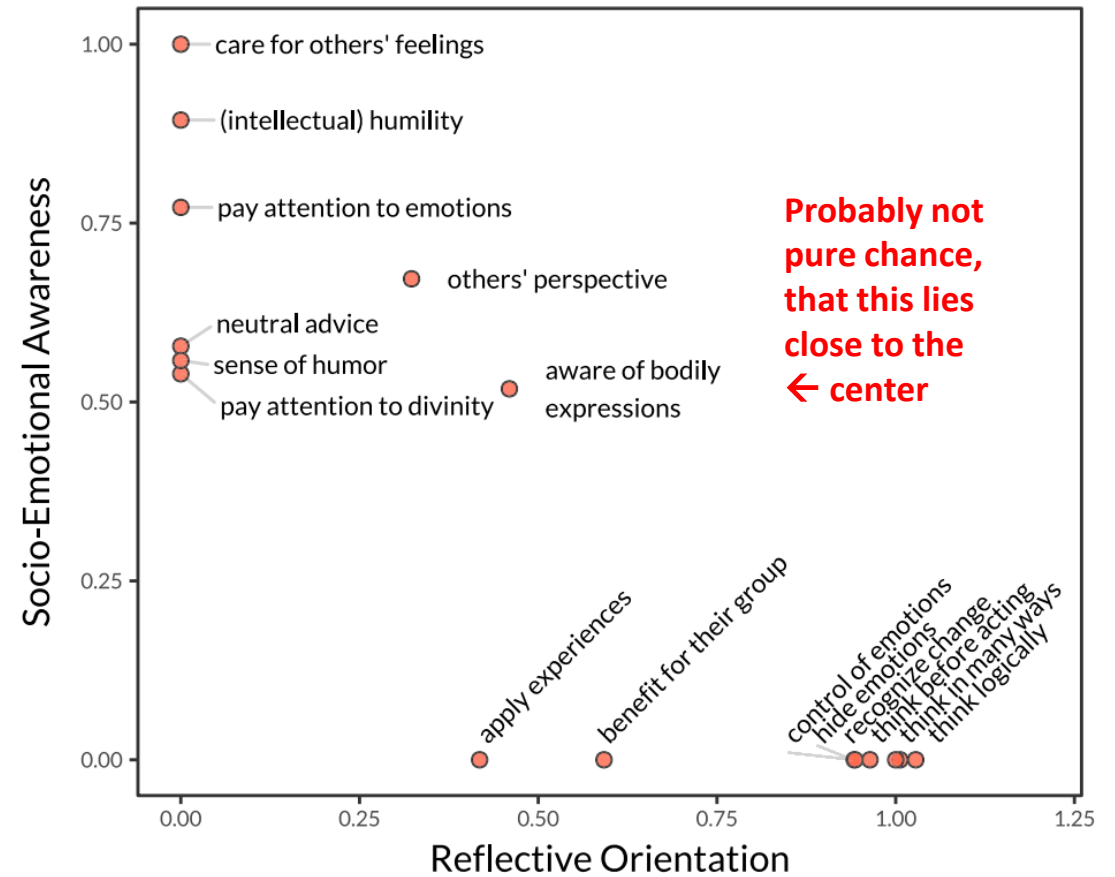 Socio-Emotional Awareness
1.00
0.75
0.50
0.25
0.00
care for others' feelings
(intellectual) humility
pay attention to emotions
others' perspective
neutral advice
sense of humor
pay attention to divinity
aware of bodily
expressions
Probably not
pure chance,
that this lies
close to the
← center
apply experiences
benefit for their group
control of emotions
hide emotions
recognize change
think before acting
think in many ways
think logically
0.00
0.25
0.50
0.75
1.00
1.25
Reflective Orientation